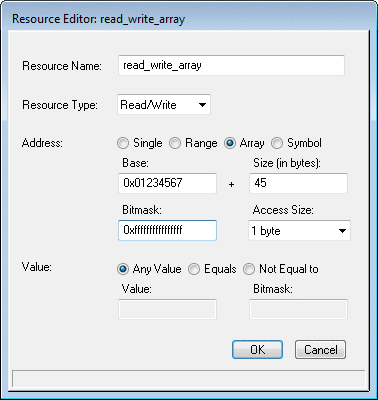 Resource Editor: read_write_array
Resource Name: read_write_array
Resource Type: Read/Write
Address: Single Range Array Symbol
Base: Size (in bytes):
0x01234567 + 45
Bitmask: Access Size:
0xffffffffffffffff 1 byte
Value: Any Value Equals Not Equal to
Value: Bitmask:
OK Cancel